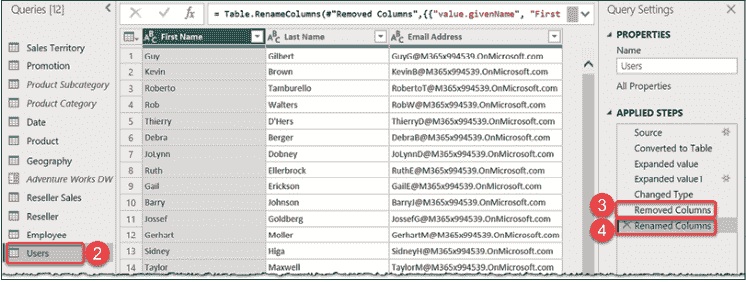 Queries [12]
Sales Territory
Promotion
Product Subcategory
Product Category
Date
Product
Geography
Adventure Works DW
Reseller Sales
Reseller
Employee
2
Users
fx = Table.RenameColumns(#"Removed Columns",{{"value.givenName", "First
ABC First Name ABC Last Name ABC Email Address
1 Guy Gilbert GuyG@M365x994539.OnMicrosoft.com
2 Kevin Brown KevinB@M365x994539.OnMicrosoft.com
3 Roberto Tamburello RobertoT@M365x994539.OnMicrosoft.com
4 Rob Walters RobW@M365x994539.OnMicrosoft.com
5 Thierry D'Hers ThierryD@M365x994539.OnMicrosoft.com
6 Debra Berger DebraB@M365x994539.OnMicrosoft.com
7 JoLynn Dobney JoLynnD@M365x994539.OnMicrosoft.com
8 Ruth Ellerbrock RuthE@M365x994539.OnMicrosoft.com
9 Gail Erickson GailE@M365x994539.OnMicrosoft.com
10 Barry Johnson BarryJ@M365x994539.OnMicrosoft.com
11 Jossef Goldberg JossefG@M365x994539.OnMicrosoft.com
12 Gerhart Moller GerhartM@M365x994539.OnMicrosoft.com
13 Sidney Higa SidneyH@M365x994539.OnMicrosoft.com
14 Taylor Maxwell TaylorM@M365x994539.OnMicrosoft.com
Query Settings
PROPERTIES
Name
Users
All Properties
APPLIED STEPS
Source
Converted to Table
Expanded value
Expanded value1
Changed Type
3 Removed Columns
4 Renamed Columns